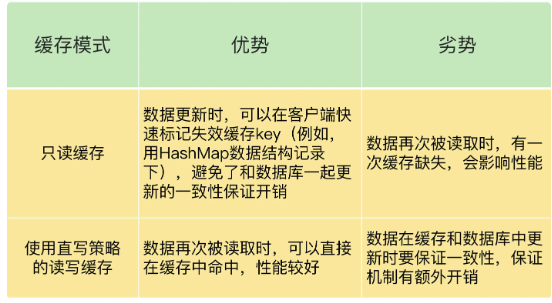 缓存模式
优势
劣势
只读缓存
数据更新时，可以在客户端快
速标记失效缓存key（例如，
用HashMap数据结构记录
下），避免了和数据库一起更
新的一致性保证开销
数据再次被读取时，有一
次缓存缺失，会影响性能
使用直写策略
的读写缓存
数据再次被读取时，可以直接
在缓存中命中，性能较好
数据在缓存和数据库中更
新时要保证一致性，保证
机制有额外开销